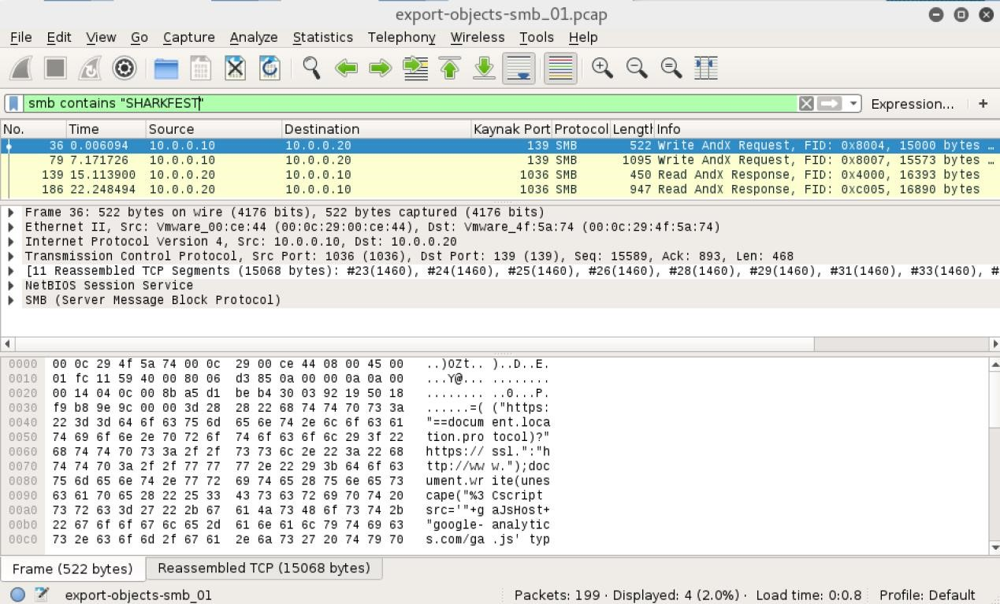 export-objects-smb_01.pcap
File Edit View Go Capture Analyze Statistics Telephony Wireless Tools Help
smb contains "SHARKFEST" Expression… +
No. Time Source Destination Kaynak Port Protocol Length Info
36 0.006094 10.0.0.10 10.0.0.20 139 SMB 522 Write AndX Request, FID: 0x8004, 15000 bytes …
79 7.171726 10.0.0.10 10.0.0.20 139 SMB 1095 Write AndX Request, FID: 0x8007, 15573 bytes …
139 15.113900 10.0.0.20 10.0.0.10 1036 SMB 450 Read AndX Response, FID: 0x4000, 16393 bytes
186 22.248494 10.0.0.20 10.0.0.10 1036 SMB 947 Read AndX Response, FID: 0xc005, 16890 bytes
Frame 36: 522 bytes on wire (4176 bits), 522 bytes captured (4176 bits)
Ethernet II, Src: Vmware_00:ce:44 (00:0c:29:00:ce:44), Dst: Vmware_4f:5a:74 (00:0c:29:4f:5a:74)
Internet Protocol Version 4, Src: 10.0.0.10, Dst: 10.0.0.20
Transmission Control Protocol, Src Port: 1036 (1036), Dst Port: 139 (139), Seq: 15589, Ack: 893, Len: 468
[11 Reassembled TCP Segments (15068 bytes): #23(1460), #24(1460), #25(1460), #26(1460), #28(1460), #29(1460), #31(1460), #33(1460), #
NetBIOS Session Service
SMB (Server Message Block Protocol)
0000 00 0c 29 4f 5a 74 00 0c 29 00 ce 44 08 00 45 00 ..)OZt.. )..D..E.
0010 01 fc 11 59 40 00 80 06 d3 85 0a 00 00 0a 0a 00 ...Y@... ........
0020 00 14 04 0c 00 8b a5 d1 be b4 30 03 92 19 50 18 ........ ..0...P.
0030 f9 b8 9e 9c 00 00 3d 28 28 22 68 74 74 70 73 3a ......=( ("https:
0040 22 3d 3d 64 6f 63 75 6d 65 6e 74 2e 6c 6f 63 61 "==docum ent.loca
0050 74 69 6f 6e 2e 70 72 6f 74 6f 63 6f 6c 29 3f 22 tion.pro tocol)?"
0060 68 74 74 70 73 3a 2f 2f 73 73 6c 2e 22 3a 22 68 https:// ssl.":"h
0070 74 74 70 3a 2f 2f 77 77 77 2e 22 29 3b 64 6f 63 ttp://ww w.");doc
0080 75 6d 65 6e 74 2e 77 72 69 74 65 28 75 6e 65 73 ument.wr ite(unes
0090 63 61 70 65 28 22 25 33 43 73 63 72 69 70 74 20 cape("%3 Cscript
00a0 73 72 63 3d 27 22 2b 67 61 4a 73 48 6f 73 74 2b src='"+g aJsHost+
00b0 22 67 6f 6f 67 6c 65 2d 61 6e 61 6c 79 74 69 63 "google- analytic
00c0 73 2e 63 6f 6d 2f 67 61 2e 6a 73 27 20 74 79 70 s.com/ga .js' typ
Frame (522 bytes) Reassembled TCP (15068 bytes)
export-objects-smb_01 Packets: 199 · Displayed: 4 (2.0%) · Load time: 0:0.8 Profile: Default